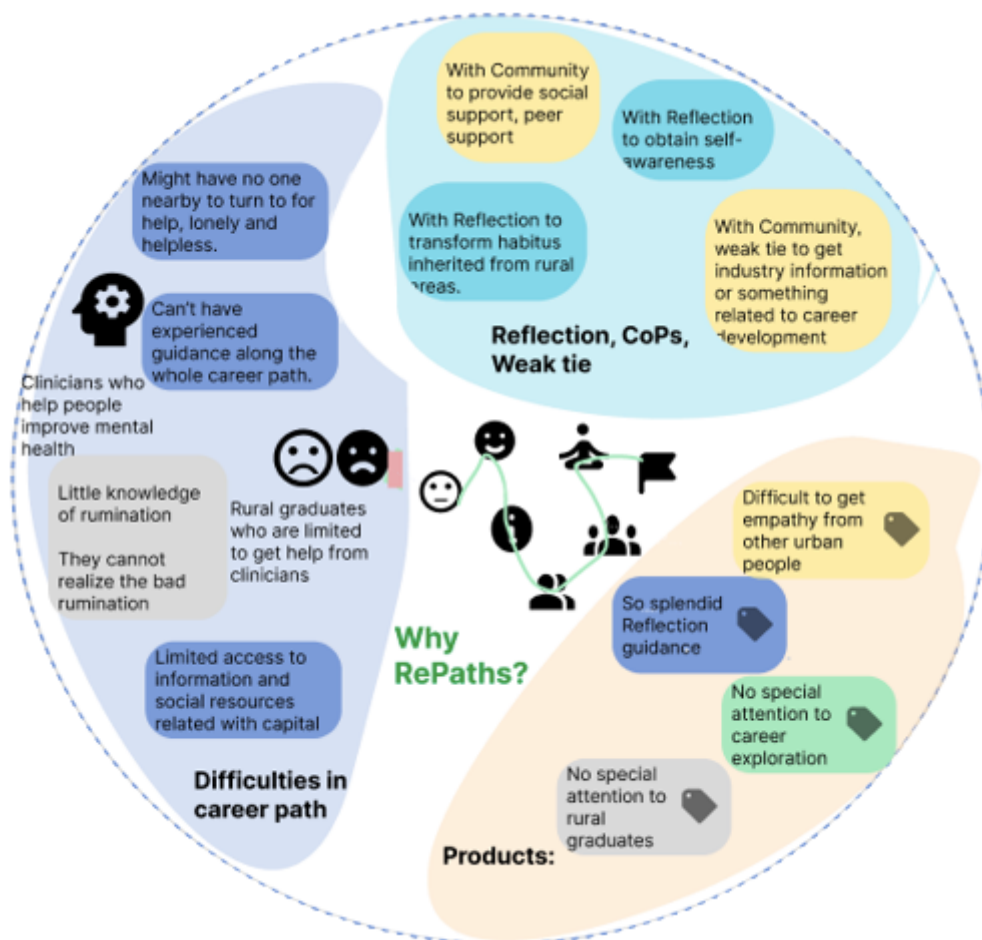 With Community
to provide social
support, peer
support
With Reflection
to obtain self-
awareness
With Reflection to
transform habitus
inherited from rural
areas.
With Community,
weak tie to get
industry information
or something
related to career
development
Reflection, CoPs,
Weak tie
Might have no one
nearby to turn to for
help, lonely and
helpless.
Can't have
experienced
guidance along the
whole career path.
Clinicians who
help people
improve mental
health
Little knowledge
of rumination
They cannot
realize the bad
rumination
Rural graduates
who are limited
to get help from
clinicians
Limited access to
information and
social resources
related with capital
Difficulties in
career path
Why
RePaths?
Difficult to get
empathy from
other urban
people
So splendid
Reflection
guidance
No special
attention to
career
exploration
No special
attention to
rural
graduates
Products: